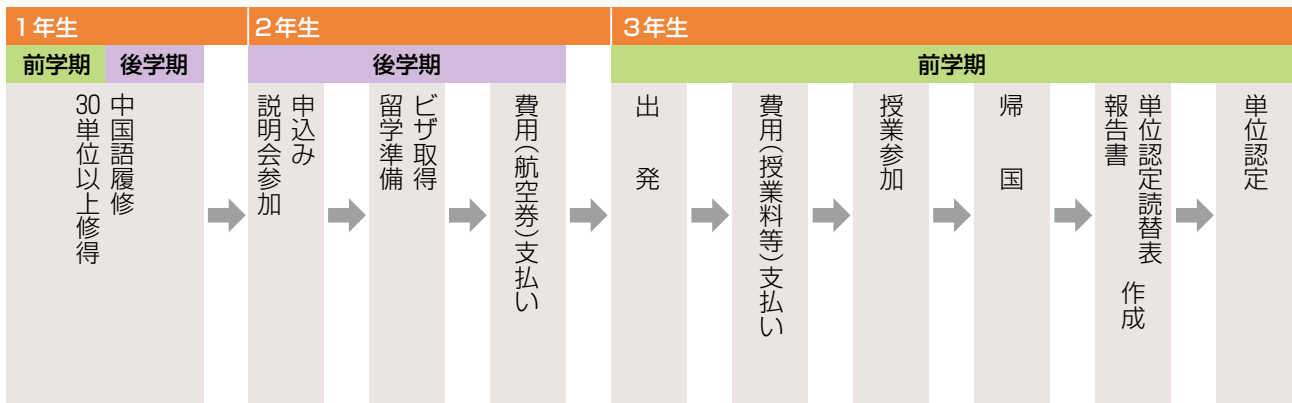 1年生
2年生
3年生
前学期
後学期
後学期
前学期
中国語履修
30単位以上修得
申込み
説明会参加
ビザ取得
留学準備
費用(航空券)支払い
出発
費用(授業料等)支払い
授業参加
帰国
単位認定読替表
報告書
作成
単位認定